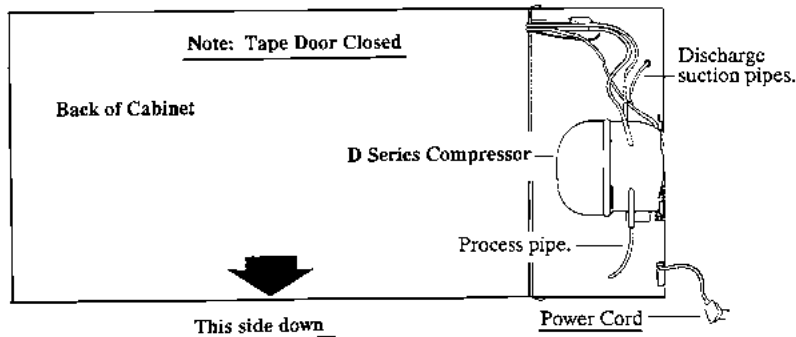 Note: Tape Door Closed
Discharge
suction pipes.
Back of Cabinet
D Series Compressor
Process pipe.
This side down
Power Cord